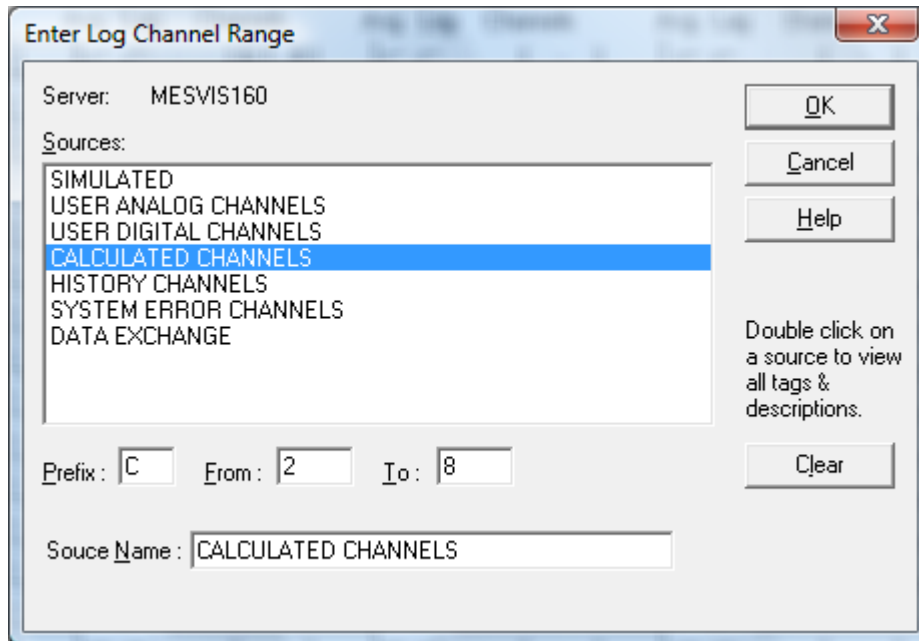 Enter Log Channel Range
Server: MESVIS160
Sources:
SIMULATED
USER ANALOG CHANNELS
USER DIGITAL CHANNELS
CALCULATED CHANNELS
HISTORY CHANNELS
SYSTEM ERROR CHANNELS
DATA EXCHANGE
OK
Cancel
Help
Double click on
a source to view
all tags &
descriptions.
Prefix : C From : 2 To : 8
Clear
Souce Name : CALCULATED CHANNELS